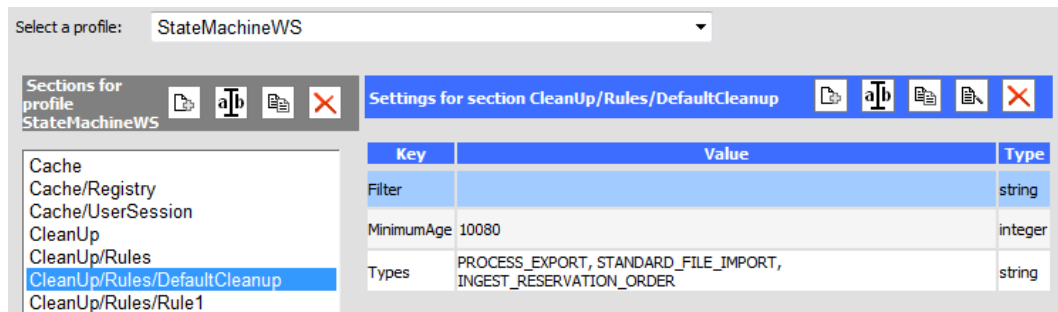 Select a profile: StateMachineWS
Sections for
profile
StateMachineWS
a b
Settings for section CleanUp/Rules/DefaultCleanup
a b
Cache
Cache/Registry
Cache/UserSession
CleanUp
CleanUp/Rules
CleanUp/Rules/DefaultCleanup
CleanUp/Rules/Rule1
Key Value Type
Filter string
MinimumAge 10080 integer
Types PROCESS_EXPORT, STANDARD_FILE_IMPORT,
INGEST_RESERVATION_ORDER string